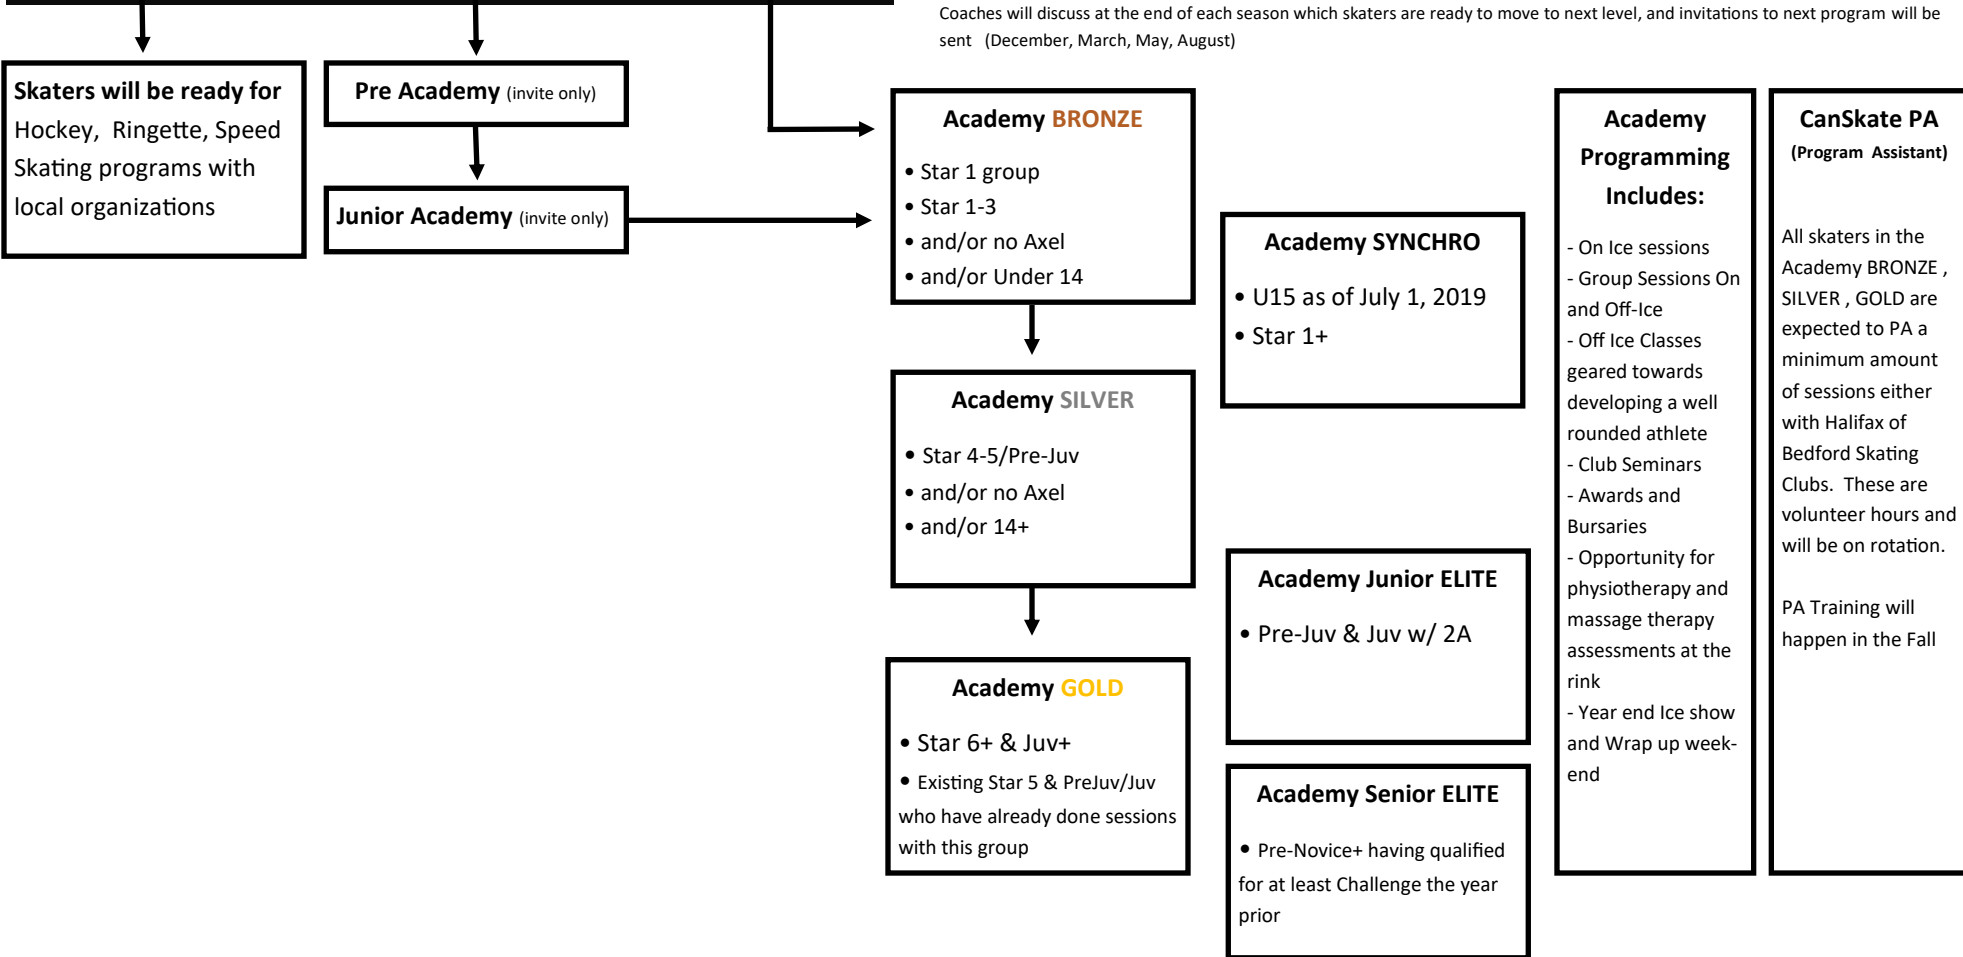 Coaches will discuss at the end of each season which skaters are ready to move to next level, and invitations to next program will be
sent (December, March, May, August)
Skaters will be ready for
Hockey, Ringette, Speed
Skating programs with
local organizations
Pre Academy (invite only)
Junior Academy (invite only)
Academy BRONZE
• Star 1 group
• Star 1-3
• and/or no Axel
• and/or Under 14
Academy SILVER
• Star 4-5/Pre-Juv
• and/or no Axel
• and/or 14+
Academy GOLD
• Star 6+ & Juv+
• Existing Star 5 & PreJuv/Juv
who have already done sessions
with this group
Academy SYNCHRO
• U15 as of July 1, 2019
• Star 1+
Academy Junior ELITE
• Pre-Juv & Juv w/ 2A
Academy Senior ELITE
• Pre-Novice+ having qualified
for at least Challenge the year
prior
Academy
Programming
Includes:
- On Ice sessions
- Group Sessions On
and Off-Ice
- Off Ice Classes
geared towards
developing a well
rounded athlete
- Club Seminars
- Awards and
Bursaries
- Opportunity for
physiotherapy and
massage therapy
assessments at the
rink
- Year end Ice show
and Wrap up week-
end
CanSkate PA
(Program Assistant)
All skaters in the
Academy BRONZE ,
SILVER , GOLD are
expected to PA a
minimum amount
of sessions either
with Halifax of
Bedford Skating
Clubs. These are
volunteer hours and
will be on rotation.
PA Training will
happen in the Fall